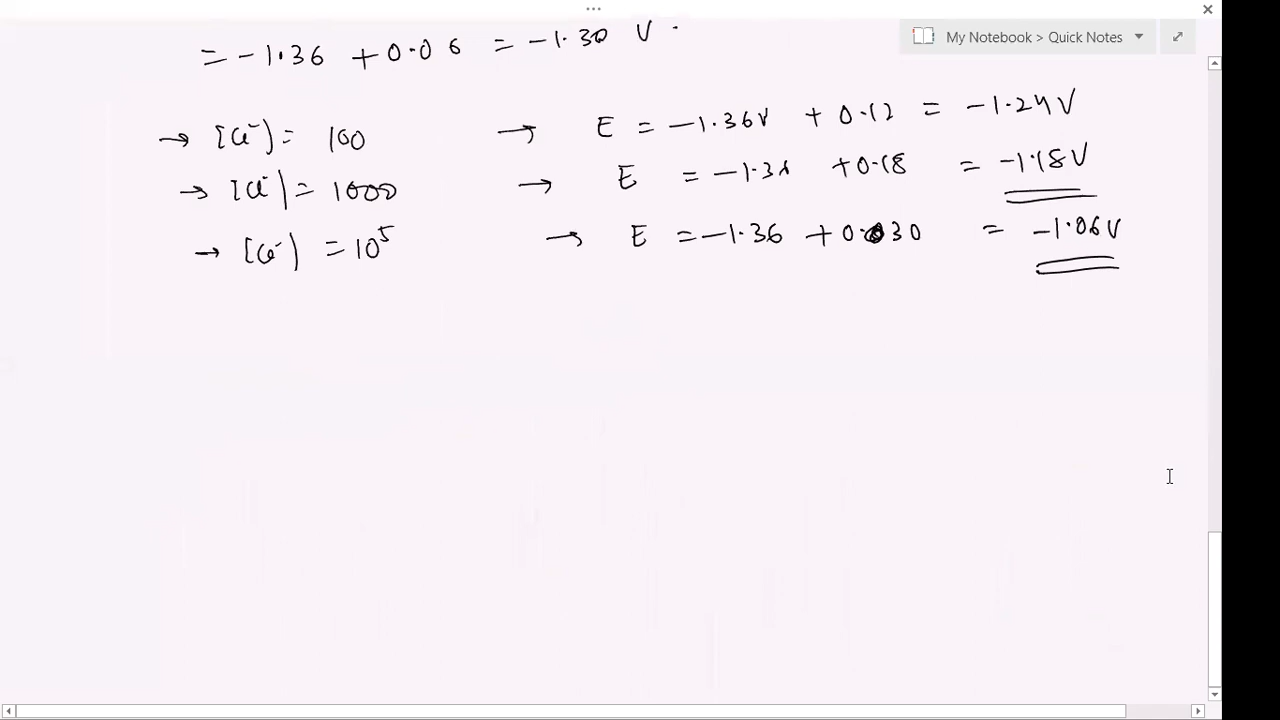 My Notebook > Quick Notes
= -1.36 + 0.06 = -1.30 V.
→ [Cl⁻] = 100 → E = -1.36V + 0.12 = -1.24V
→ [Cl⁻] = 1000 → E = -1.36 + 0.18 = -1.18V
→ [Cl⁻] = 10⁵ → E = -1.36 + 0.30 = -1.06V